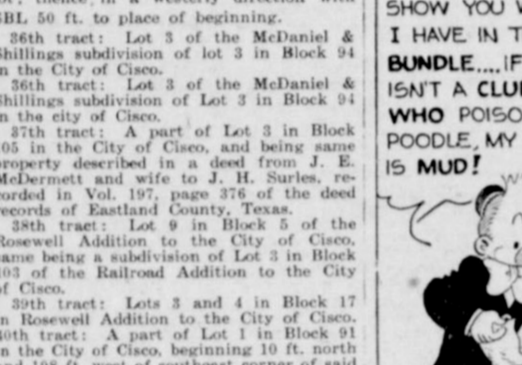 SBL 50 ft. to place of beginning.
36th tract: Lot 3 of the McDaniel &
Shillings subdivision of lot 3 in Block 94
in the City of Cisco.
36th tract: Lot 3 of the McDaniel &
Shillings subdivision of Lot 3 in Block 94
in the city of Cisco.
37th tract: A part of Lot 3 in Block
105 in the City of Cisco, and being same
property described in a deed from J. E.
McDermett and wife to J. H. Surles, re-
corded in Vol. 197, page 376 of the deed
records of Eastland County, Texas.
38th tract: Lot 9 in Block 5 of the
Rosewell Addition to the City of Cisco,
same being a subdivision of Lot 3 in Block
103 of the Railroad Addition to the City
of Cisco.
39th tract: Lots 3 and 4 in Block 17
in Rosewell Addition to the City of Cisco.
40th tract: A part of Lot 1 in Block 91
in the City of Cisco, beginning 10 ft. north
SHOW YOU
I HAVE IN
BUNDLE....IF
ISN'T A
WHO
POODLE, MY
IS MUD!